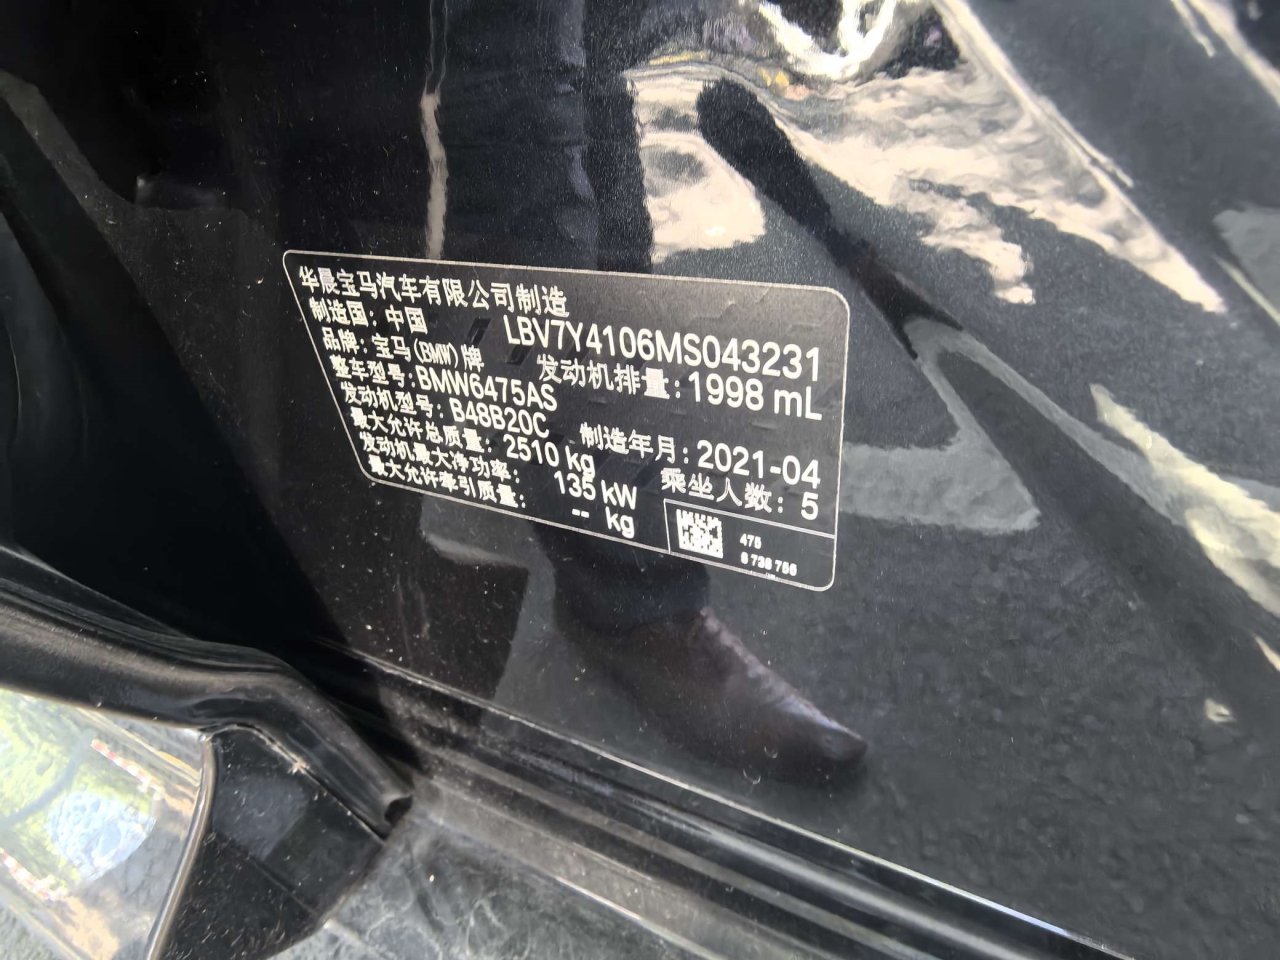 华晨宝马汽车有限公司制造
制造国：中国
LBV7Y4106MS043231
品牌：宝马(BMW)牌
发动机排量：1998 mL
整车型号：BMW6475AS
发动机型号：B48B20C
制造年月：2021-04
最大允许总质量：2510 kg
乘坐人数：5
发动机最大净功率：135 kW
最大允许牵引质量：-- kg
475
8 738 756